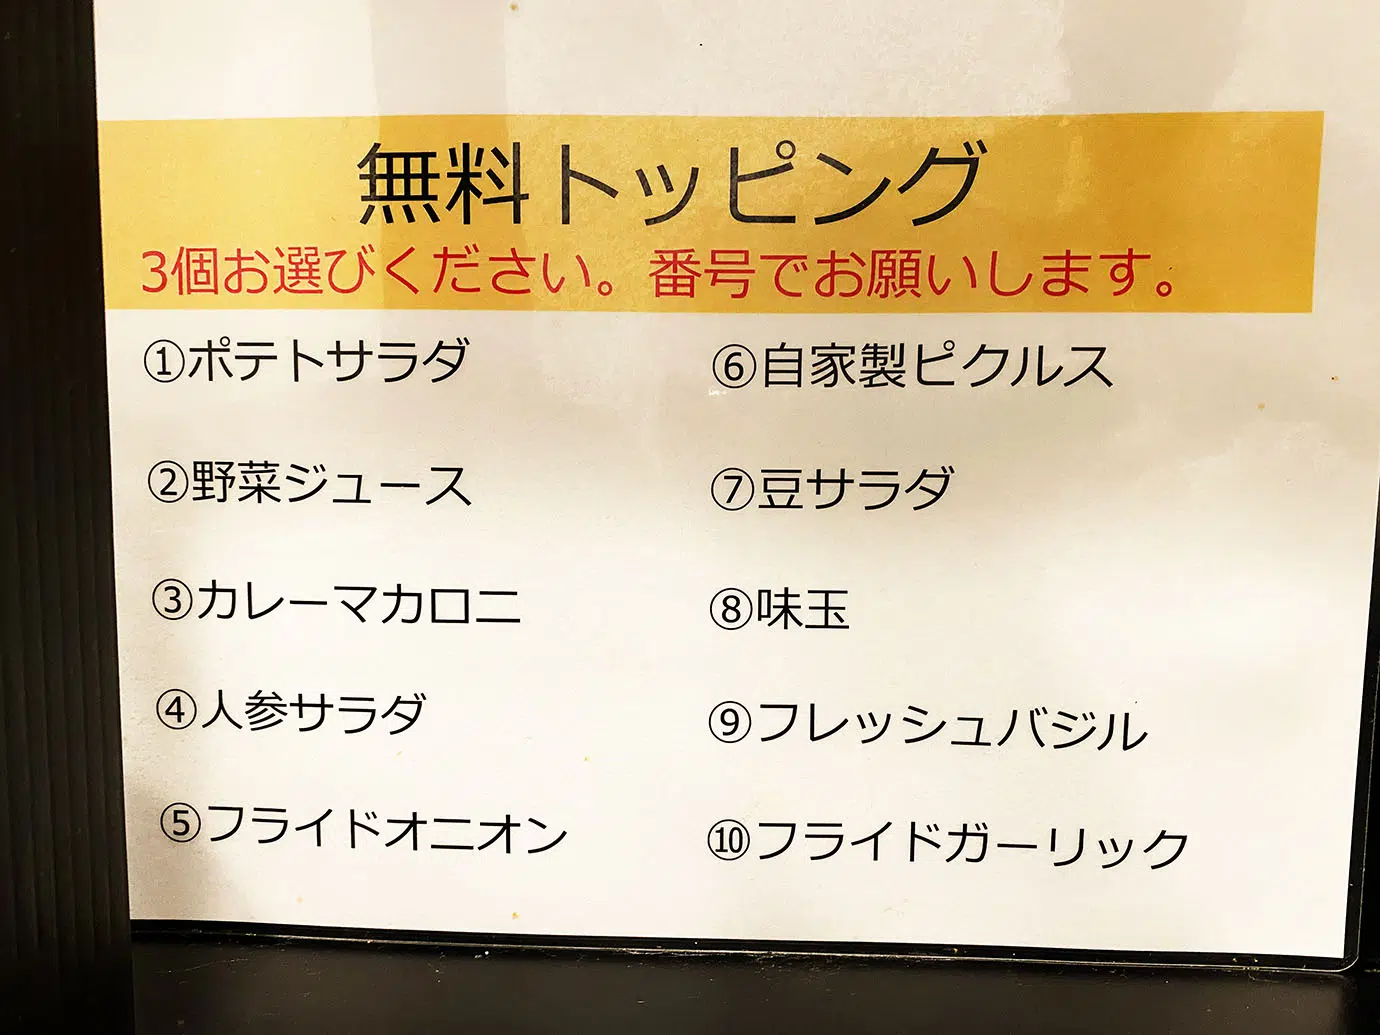 無料トッピング
3個お選びください。番号でお願いします。
①ポテトサラダ
②野菜ジュース
③カレーマカロニ
④人参サラダ
⑤フライドオニオン
⑥自家製ピクルス
⑦豆サラダ
⑧味玉
⑨フレッシュバジル
⑩フライドガーリック